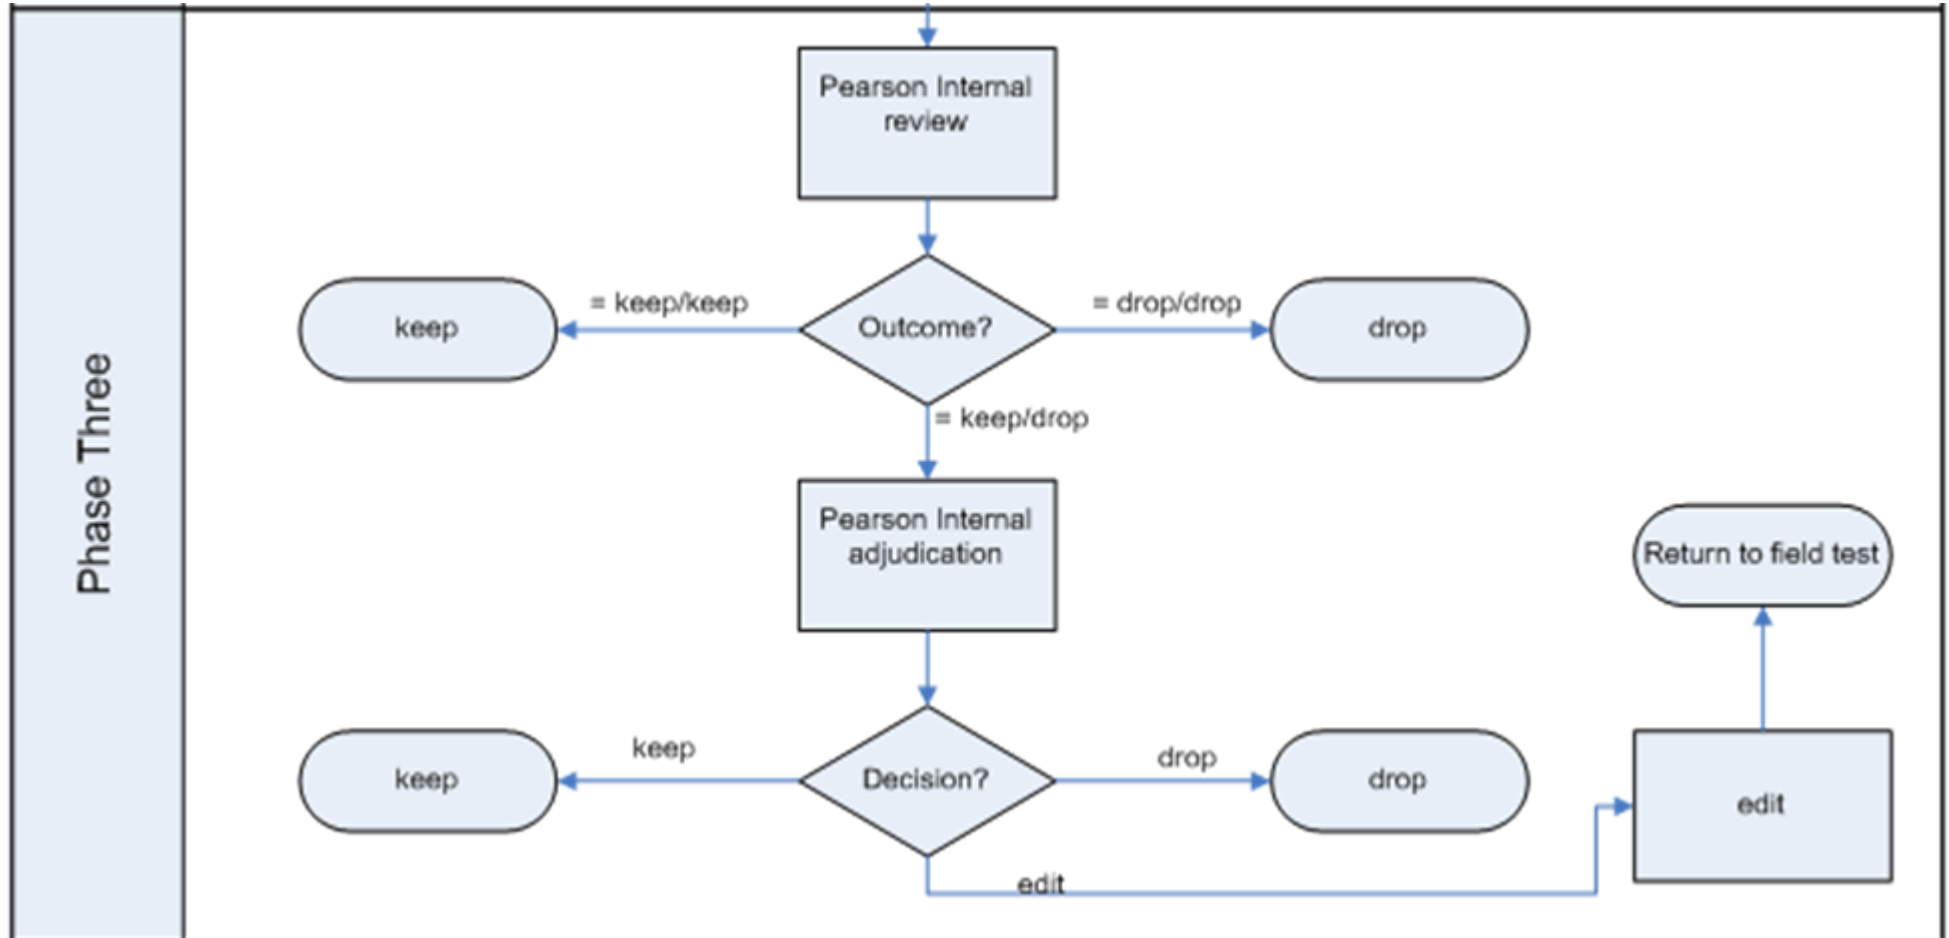 Phase Three
Pearson Internal
review
= keep/keep
= drop/drop
keep
Outcome?
drop
= keep/drop
Pearson Internal
adjudication
Return to field test
keep
drop
keep
Decision?
drop
edit
edit